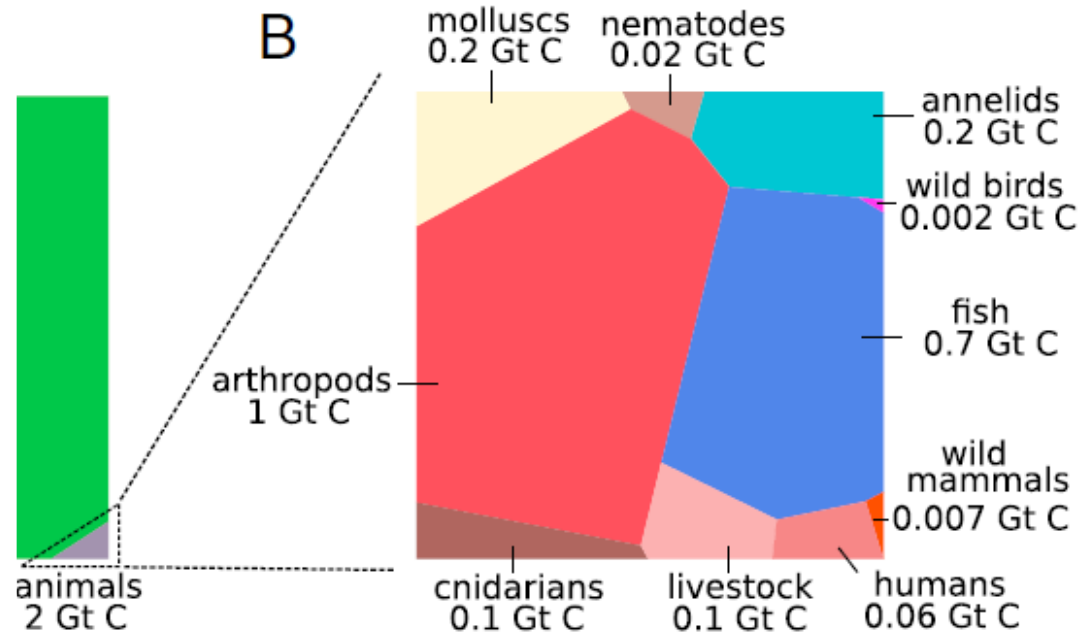 B
molluscs
0.2 Gt C
nematodes
0.02 Gt C
annelids
0.2 Gt C
wild birds
0.002 Gt C
fish
0.7 Gt C
arthropods
1 Gt C
wild
mammals
0.007 Gt C
animals
2 Gt C
cnidarians
0.1 Gt C
livestock
0.1 Gt C
humans
0.06 Gt C